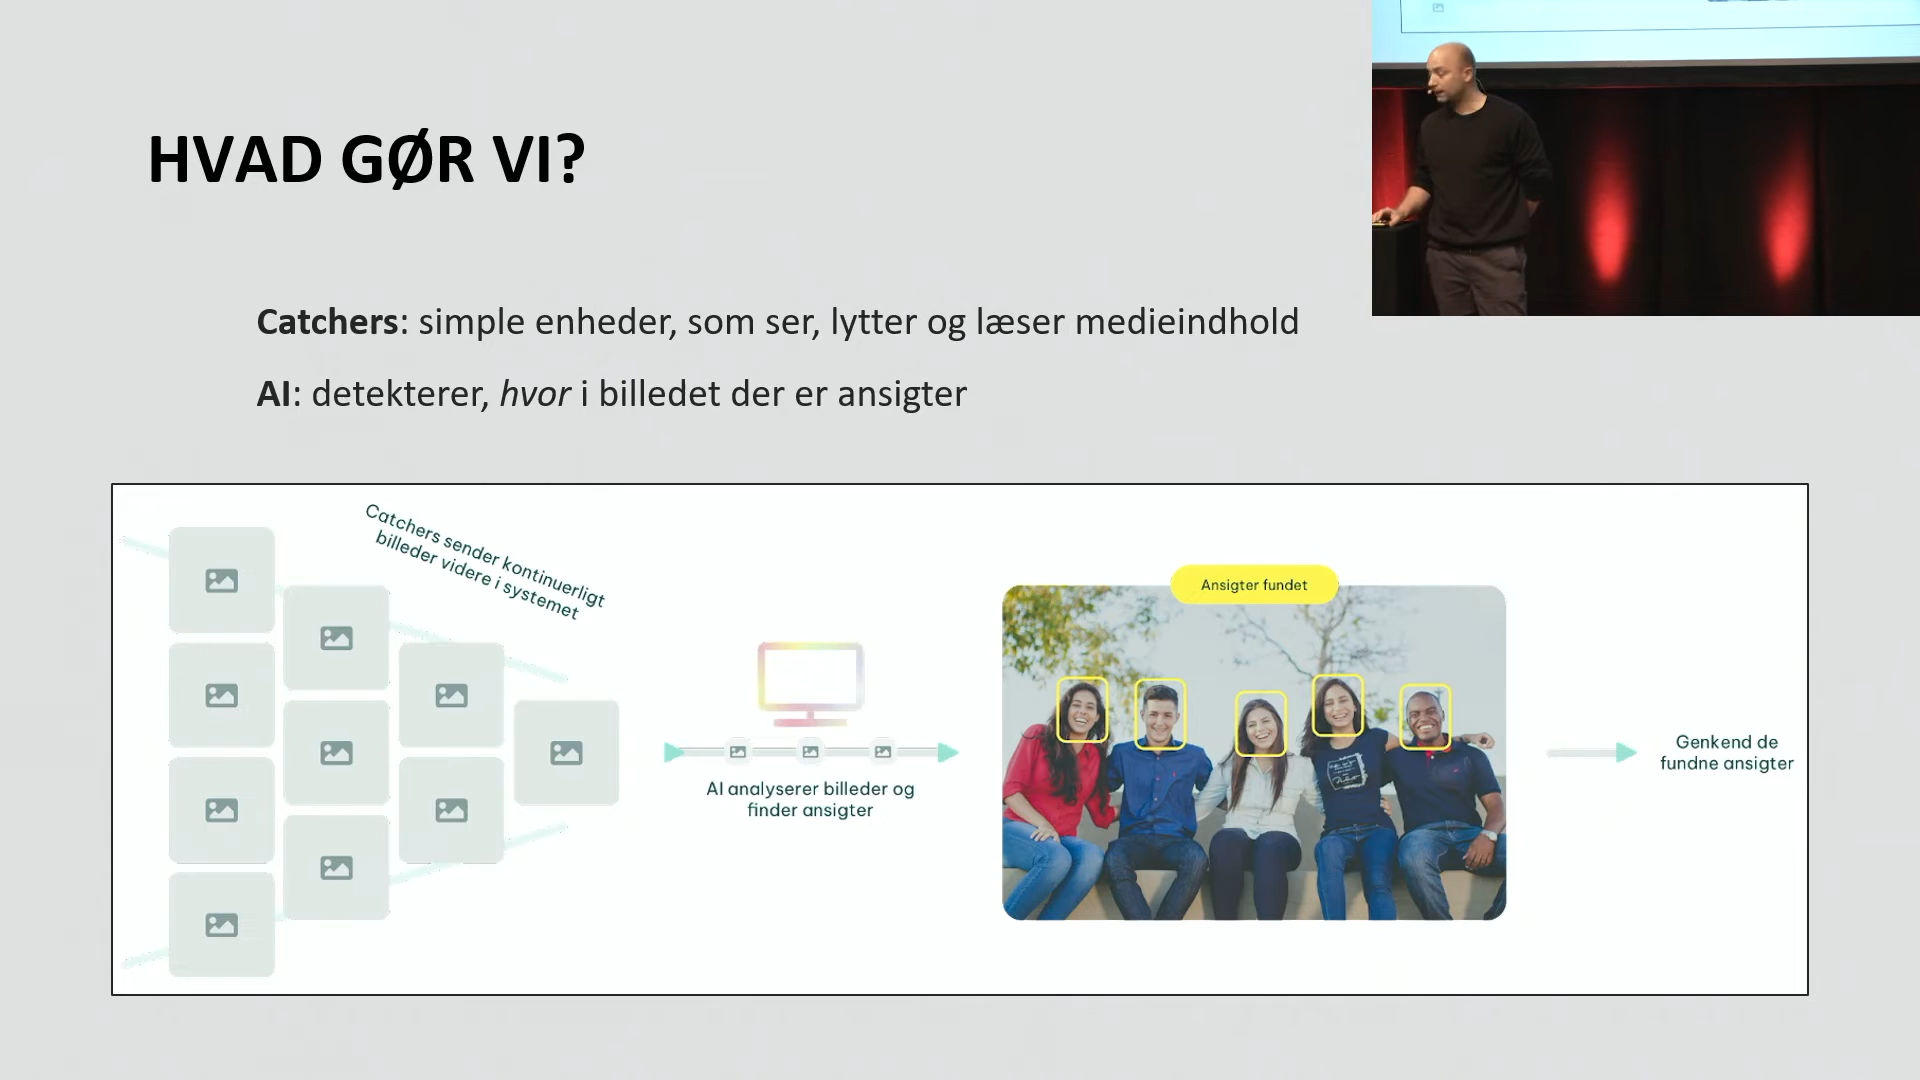 HVAD GØR VI?
Catchers: simple enheder, som ser, lytter og læser medieindhold
AI: detekterer, hvor i billedet der er ansigter
Catchers sender kontinuerligt
billeder videre i systemet
AI analyserer billeder og
finder ansigter
Ansigter fundet
Genkend de
fundne ansigter